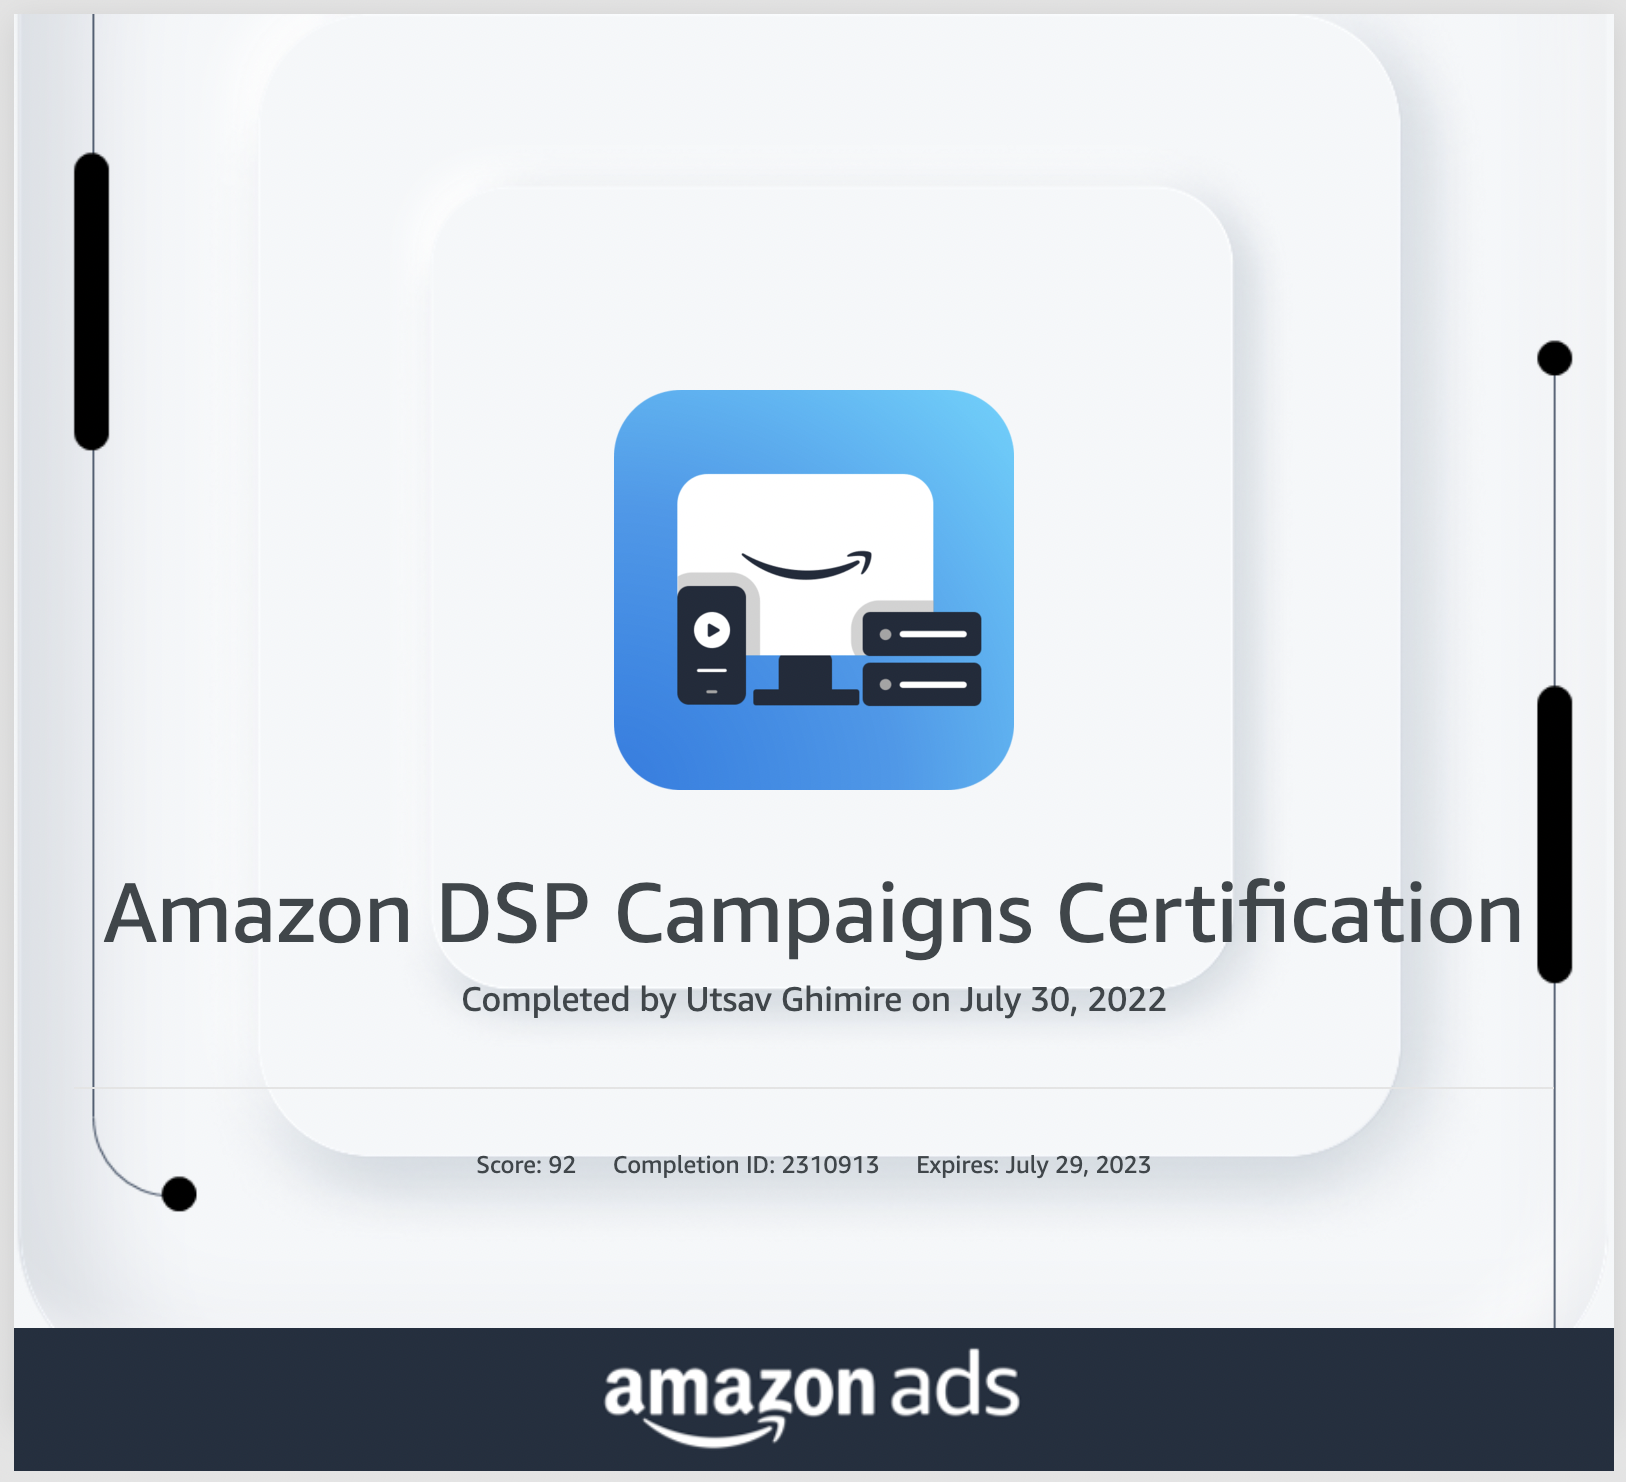 Amazon DSP Campaigns Certification
Completed by Utsav Ghimire on July 30, 2022
Score: 92 Completion ID: 2310913 Expires: July 29, 2023
amazon ads